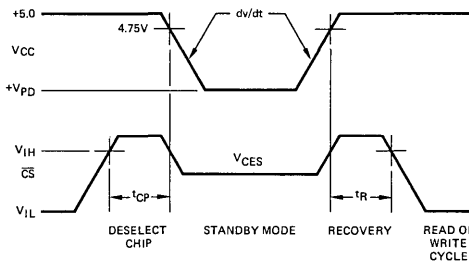 +5.0
dv/dt
4.75V
VCC
+VPD
VIH
VCES
CS
tCP
tR
VIL
DESELECT CHIP
STANDBY MODE
RECOVERY
READ OR WRITE CYCLE